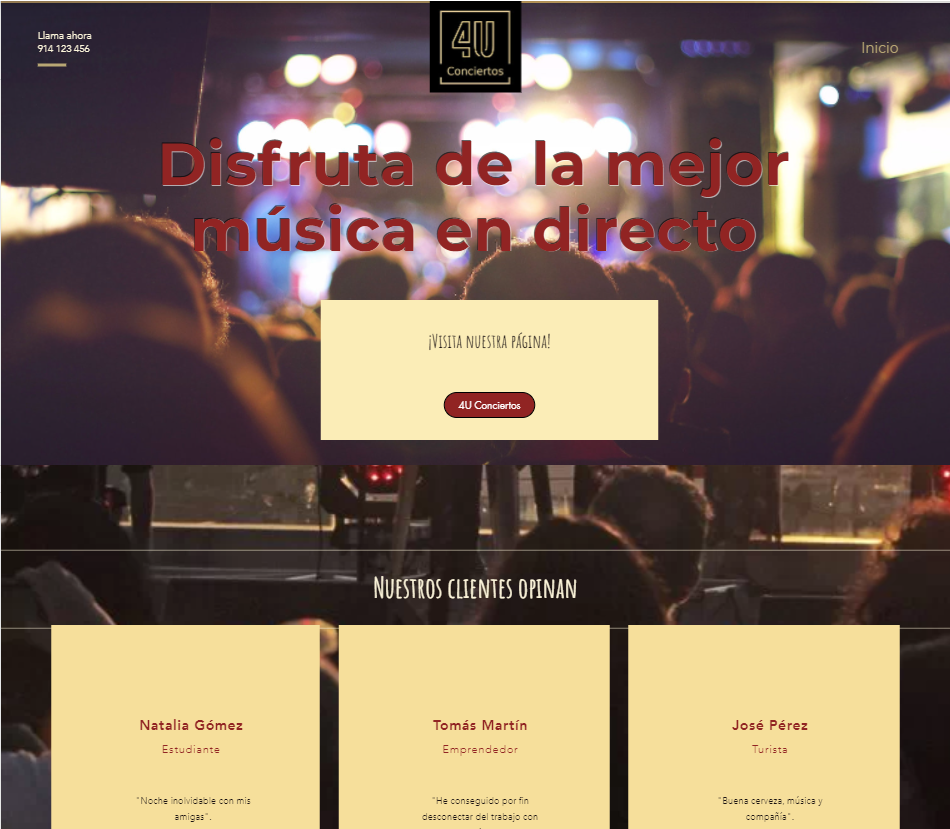 Llama ahora
914 123 456
4U
Conciertos
Inicio
Disfruta de la mejor
música en directo
¡Visita nuestra página!
4U Conciertos
Nuestros clientes opinan
Natalia Gómez
Estudiante
"Noche inolvidable con mis
amigas".
Tomás Martín
Emprendedor
"He conseguido por fin
desconectar del trabajo con
José Pérez
Turista
"Buena cerveza, música y
compañía".